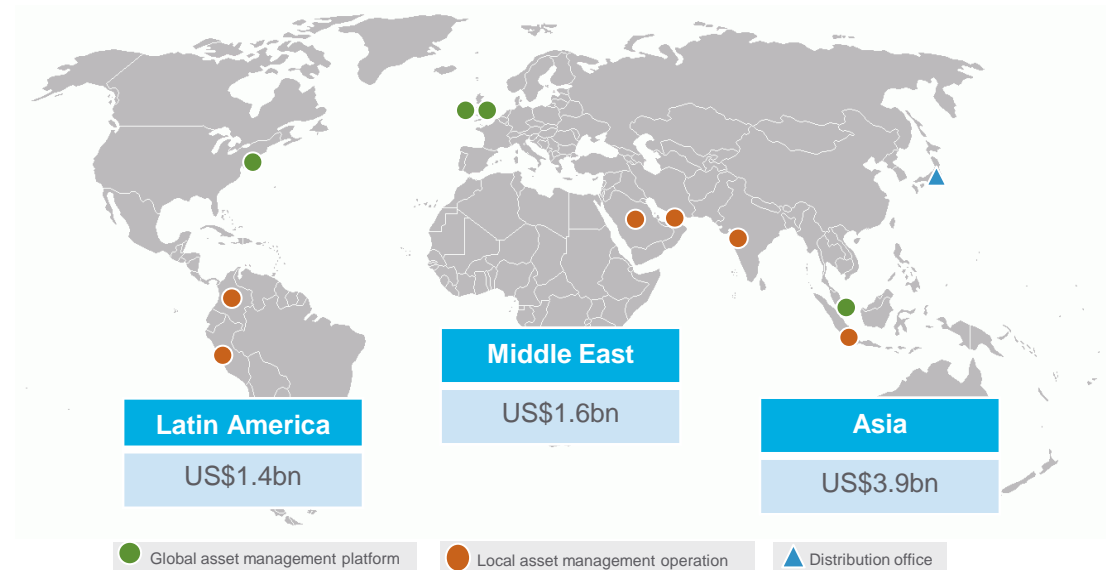 Middle East
US$1.6bn
Latin America
US$1.4bn
Asia
US$3.9bn
Global asset management platform
Local asset management operation
Distribution office